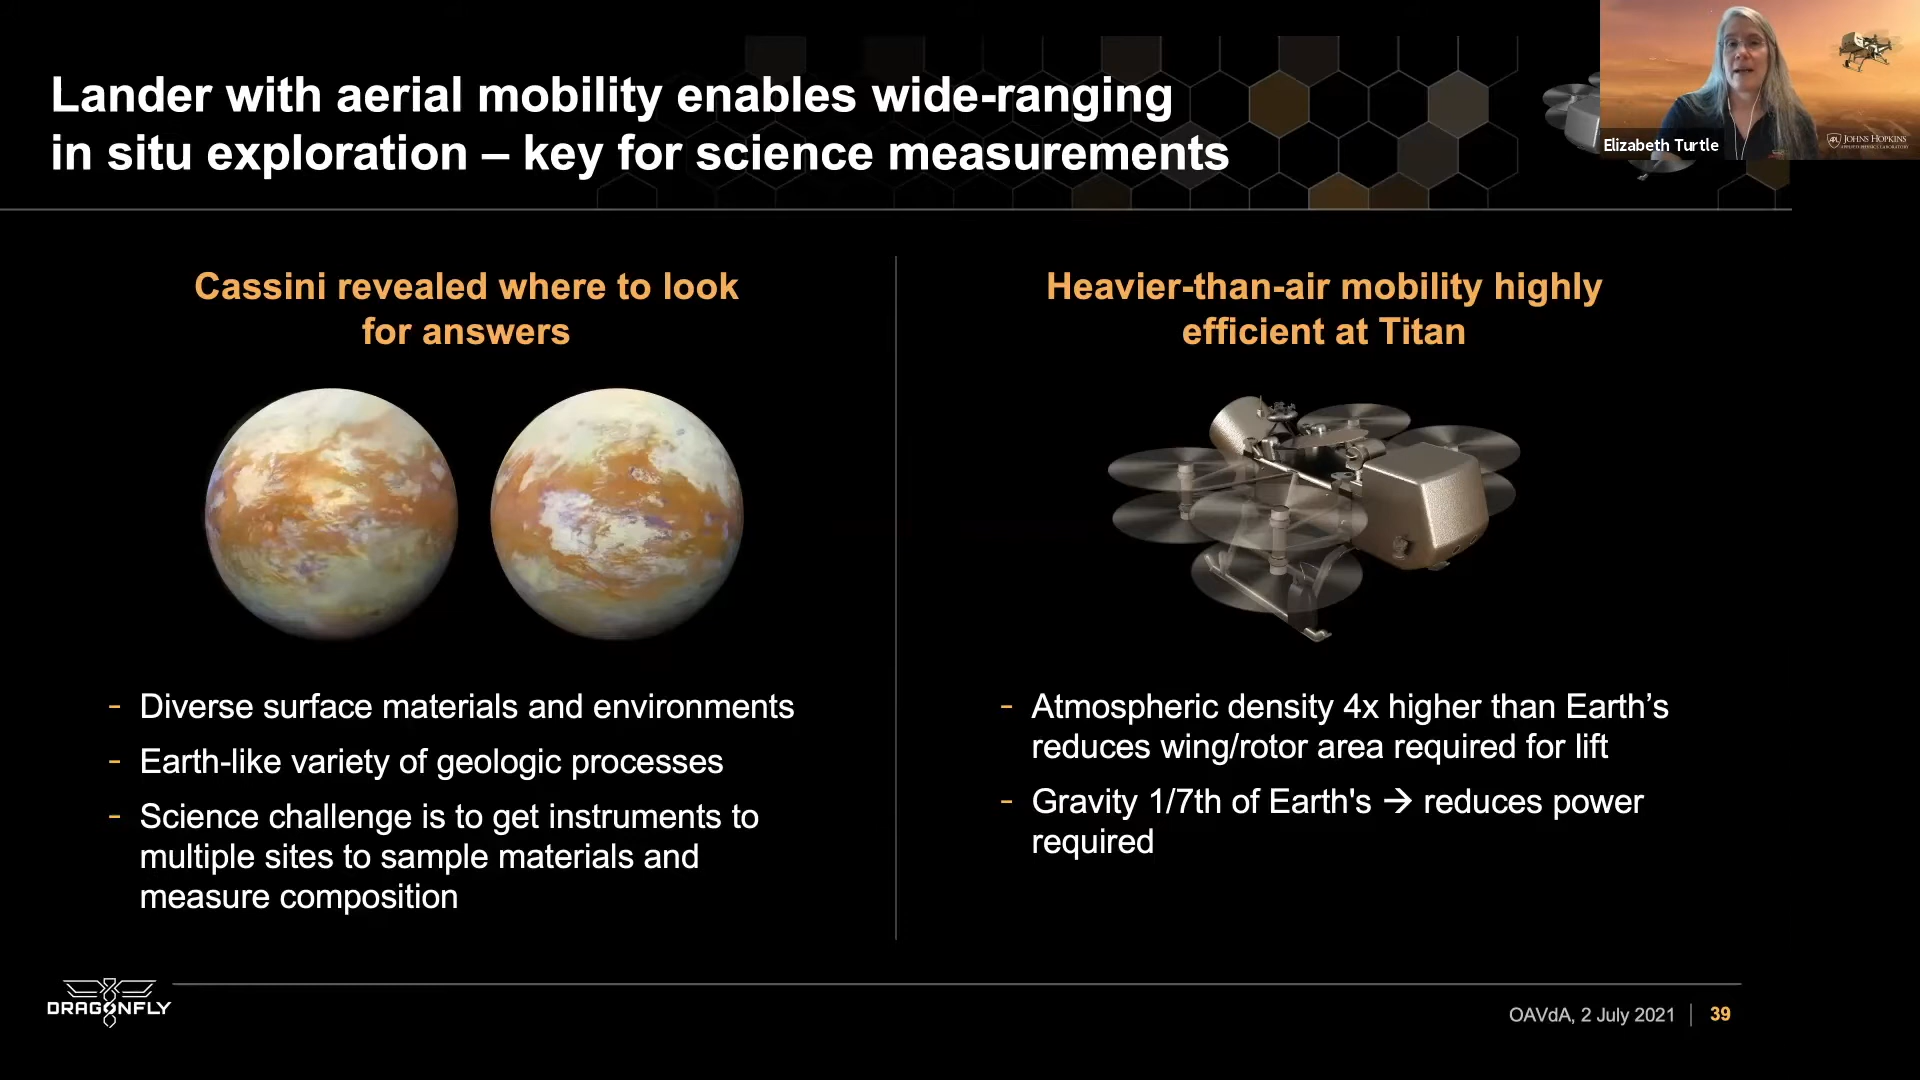 Lander with aerial mobility enables wide-ranging
in situ exploration – key for science measurements
Elizabeth Turtle
JOHNS HOPKINS
APPLIED PHYSICS LABORATORY
Cassini revealed where to look
for answers
- Diverse surface materials and environments
- Earth-like variety of geologic processes
- Science challenge is to get instruments to
multiple sites to sample materials and
measure composition
Heavier-than-air mobility highly
efficient at Titan
- Atmospheric density 4x higher than Earth’s
reduces wing/rotor area required for lift
- Gravity 1/7th of Earth's → reduces power
required
DRAGONFLY
OAVdA, 2 July 2021 | 39